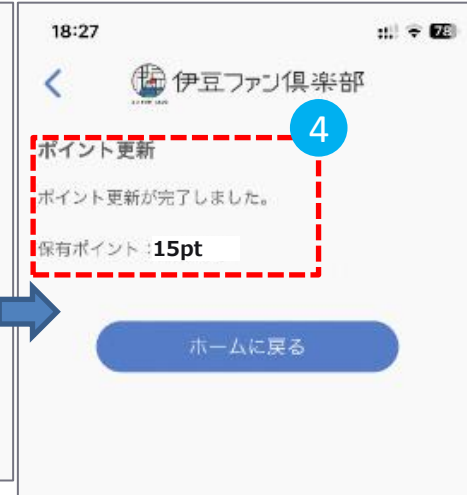 18:27
78
伊豆ファン倶楽部
4
ポイント更新
ポイント更新が完了しました。
保有ポイント：15pt
ホームに戻る